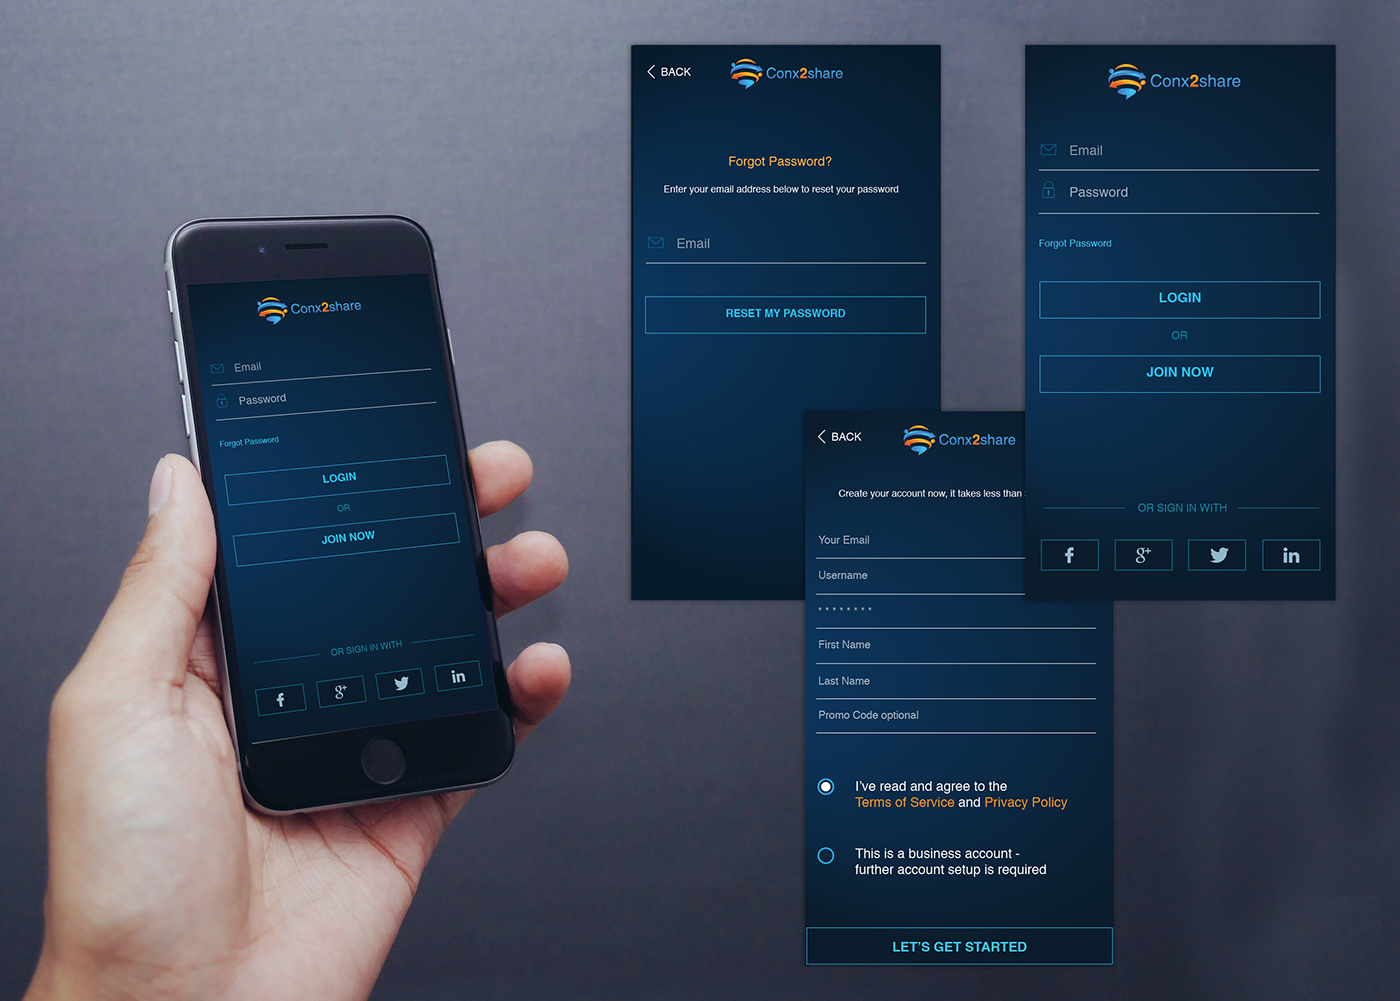 Conx2share
Email
Password
Forgot Password
LOGIN
OR
JOIN NOW
OR SIGN IN WITH
f
g+
in
BACK
Conx2share
Forgot Password?
Enter your email address below to reset your password
Email
RESET MY PASSWORD
Conx2share
Email
Password
Forgot Password
LOGIN
OR
JOIN NOW
OR SIGN IN WITH
f
g+
in
BACK
Conx2share
Create your account now, it takes less than
Your Email
Username
* * * * * * * *
First Name
Last Name
Promo Code optional
I've read and agree to the
Terms of Service and Privacy Policy
This is a business account -
further account setup is required
LET'S GET STARTED